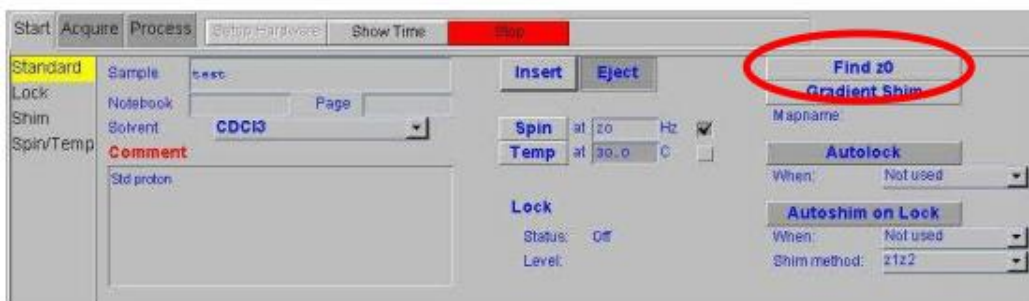 Start Acquire Process Setup Hardware Show Time Stop
Standard
Lock
Shim
Spin/Temp
Sample test
Notebook Page
Solvent CDCl3
Comment
Std proton
Insert Eject
Spin at 20 Hz
Temp at 30.0 C
Lock
Status: Off
Level:
Find z0
Gradient Shim
Mapname:
Autolock
When: Not used
Autoshim on Lock
When: Not used
Shim method: z1z2